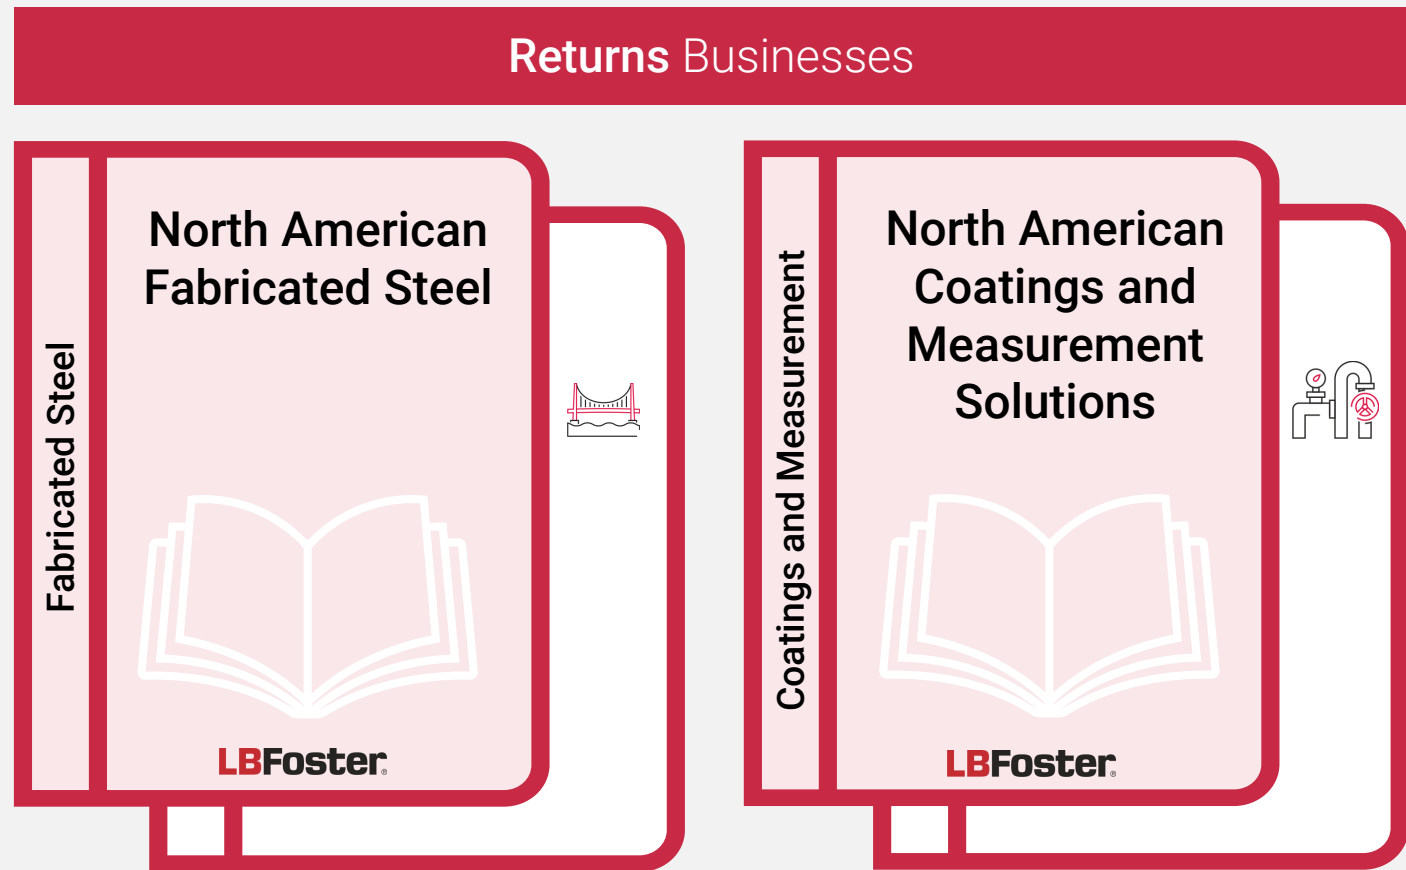 Returns Businesses
Fabricated Steel
North American
Fabricated Steel
LBFoster®
Coatings and Measurement
North American
Coatings and
Measurement
Solutions
LBFoster®